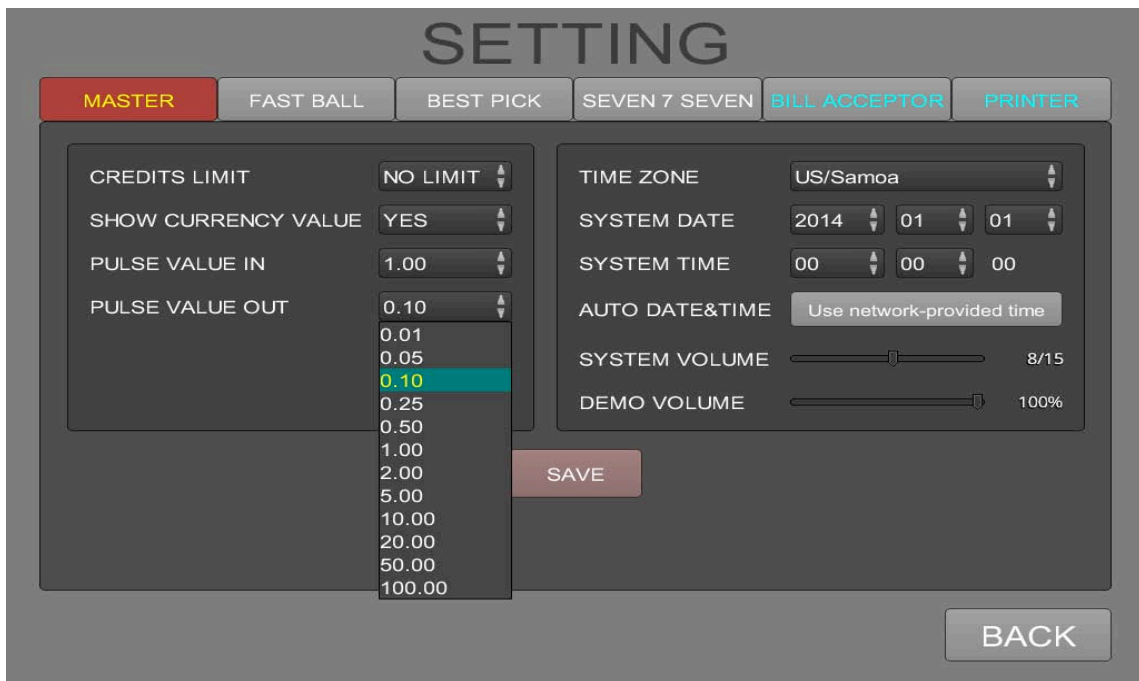 SETTING
MASTER
FAST BALL
BEST PICK
SEVEN 7 SEVEN
BILL ACCEPTOR
PRINTER
CREDITS LIMIT NO LIMIT
SHOW CURRENCY VALUE YES
PULSE VALUE IN 1.00
PULSE VALUE OUT 0.10
0.01
0.05
0.10
0.25
0.50
1.00
2.00
5.00
10.00
20.00
50.00
100.00
TIME ZONE US/Samoa
SYSTEM DATE 2014 01 01
SYSTEM TIME 00 00 00
AUTO DATE&TIME Use network-provided time
SYSTEM VOLUME 8/15
DEMO VOLUME 100%
SAVE
BACK